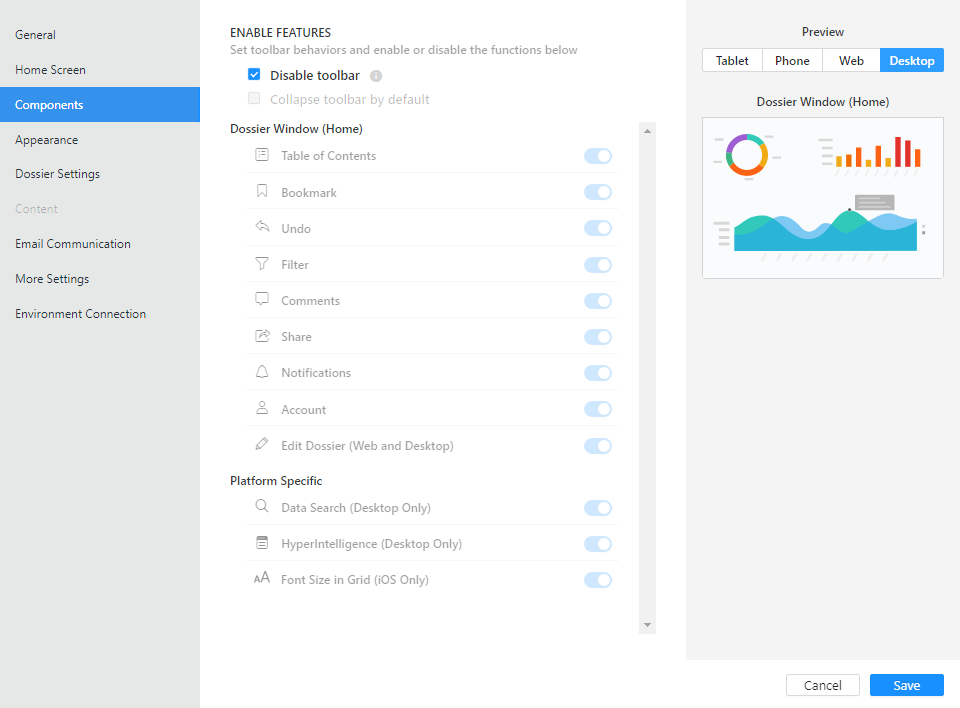 General
Home Screen
Components
Appearance
Dossier Settings
Content
Email Communication
More Settings
Environment Connection
ENABLE FEATURES
Set toolbar behaviors and enable or disable the functions below
Disable toolbar
Collapse toolbar by default
Dossier Window (Home)
Table of Contents
Bookmark
Undo
Filter
Comments
Share
Notifications
Account
Edit Dossier (Web and Desktop)
Platform Specific
Data Search (Desktop Only)
HyperIntelligence (Desktop Only)
Font Size in Grid (iOS Only)
Preview
Tablet Phone Web Desktop
Dossier Window (Home)
Cancel Save